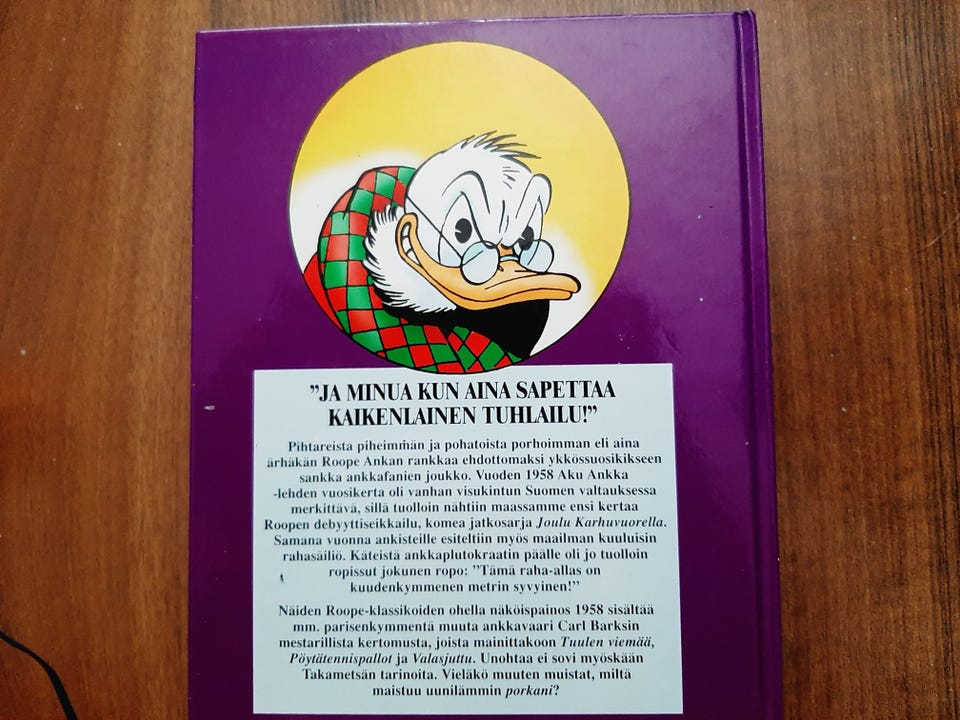 ”JA MINUA KUN AINA SAPETTAA
KAIKENLAINEN TUHLAILU!”
Pihtareista piheimmän ja pohatoista porhoimman eli aina
ärhäkän Roope Ankan rankkaa ehdottomaksi ykkössuosikikseen
sankka ankkafanien joukko. Vuoden 1958 Aku Ankka
-lehden vuosikerta oli vanhan visukintun Suomen valtauksessa
merkittävä, sillä tuolloin nähtiin maassamme ensi kertaa
Roopen debyyttiseikkailu, komea jatkosarja Joulu Karhuvuorella.
Samana vuonna ankisteille esiteltiin myös maailman kuuluisin
rahasäiliö. Käteistä ankkaplutokraatin päälle oli jo tuolloin
ropissut jokunen ropo: ”Tämä raha-allas on
kuudenkymmenen metrin syvyinen!”
Näiden Roope-klassikoiden ohella näköispainos 1958 sisältää
mm. parisenkymmentä muuta ankkavaari Carl Barksin
mestarillista kertomusta, joista mainittakoon Tuulen viemää,
Pöytätennispallot ja Valasjuttu. Unohtaa ei sovi myöskään
Takametsän tarinoita. Vieläkö muuten muistat, miltä
maistuu uunilämmin porkani?